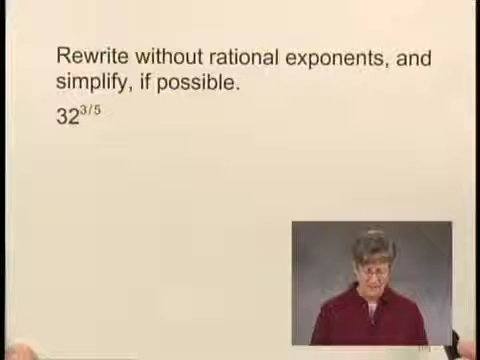 Rewrite without rational exponents, and
simplify, if possible.
32^{3/5}